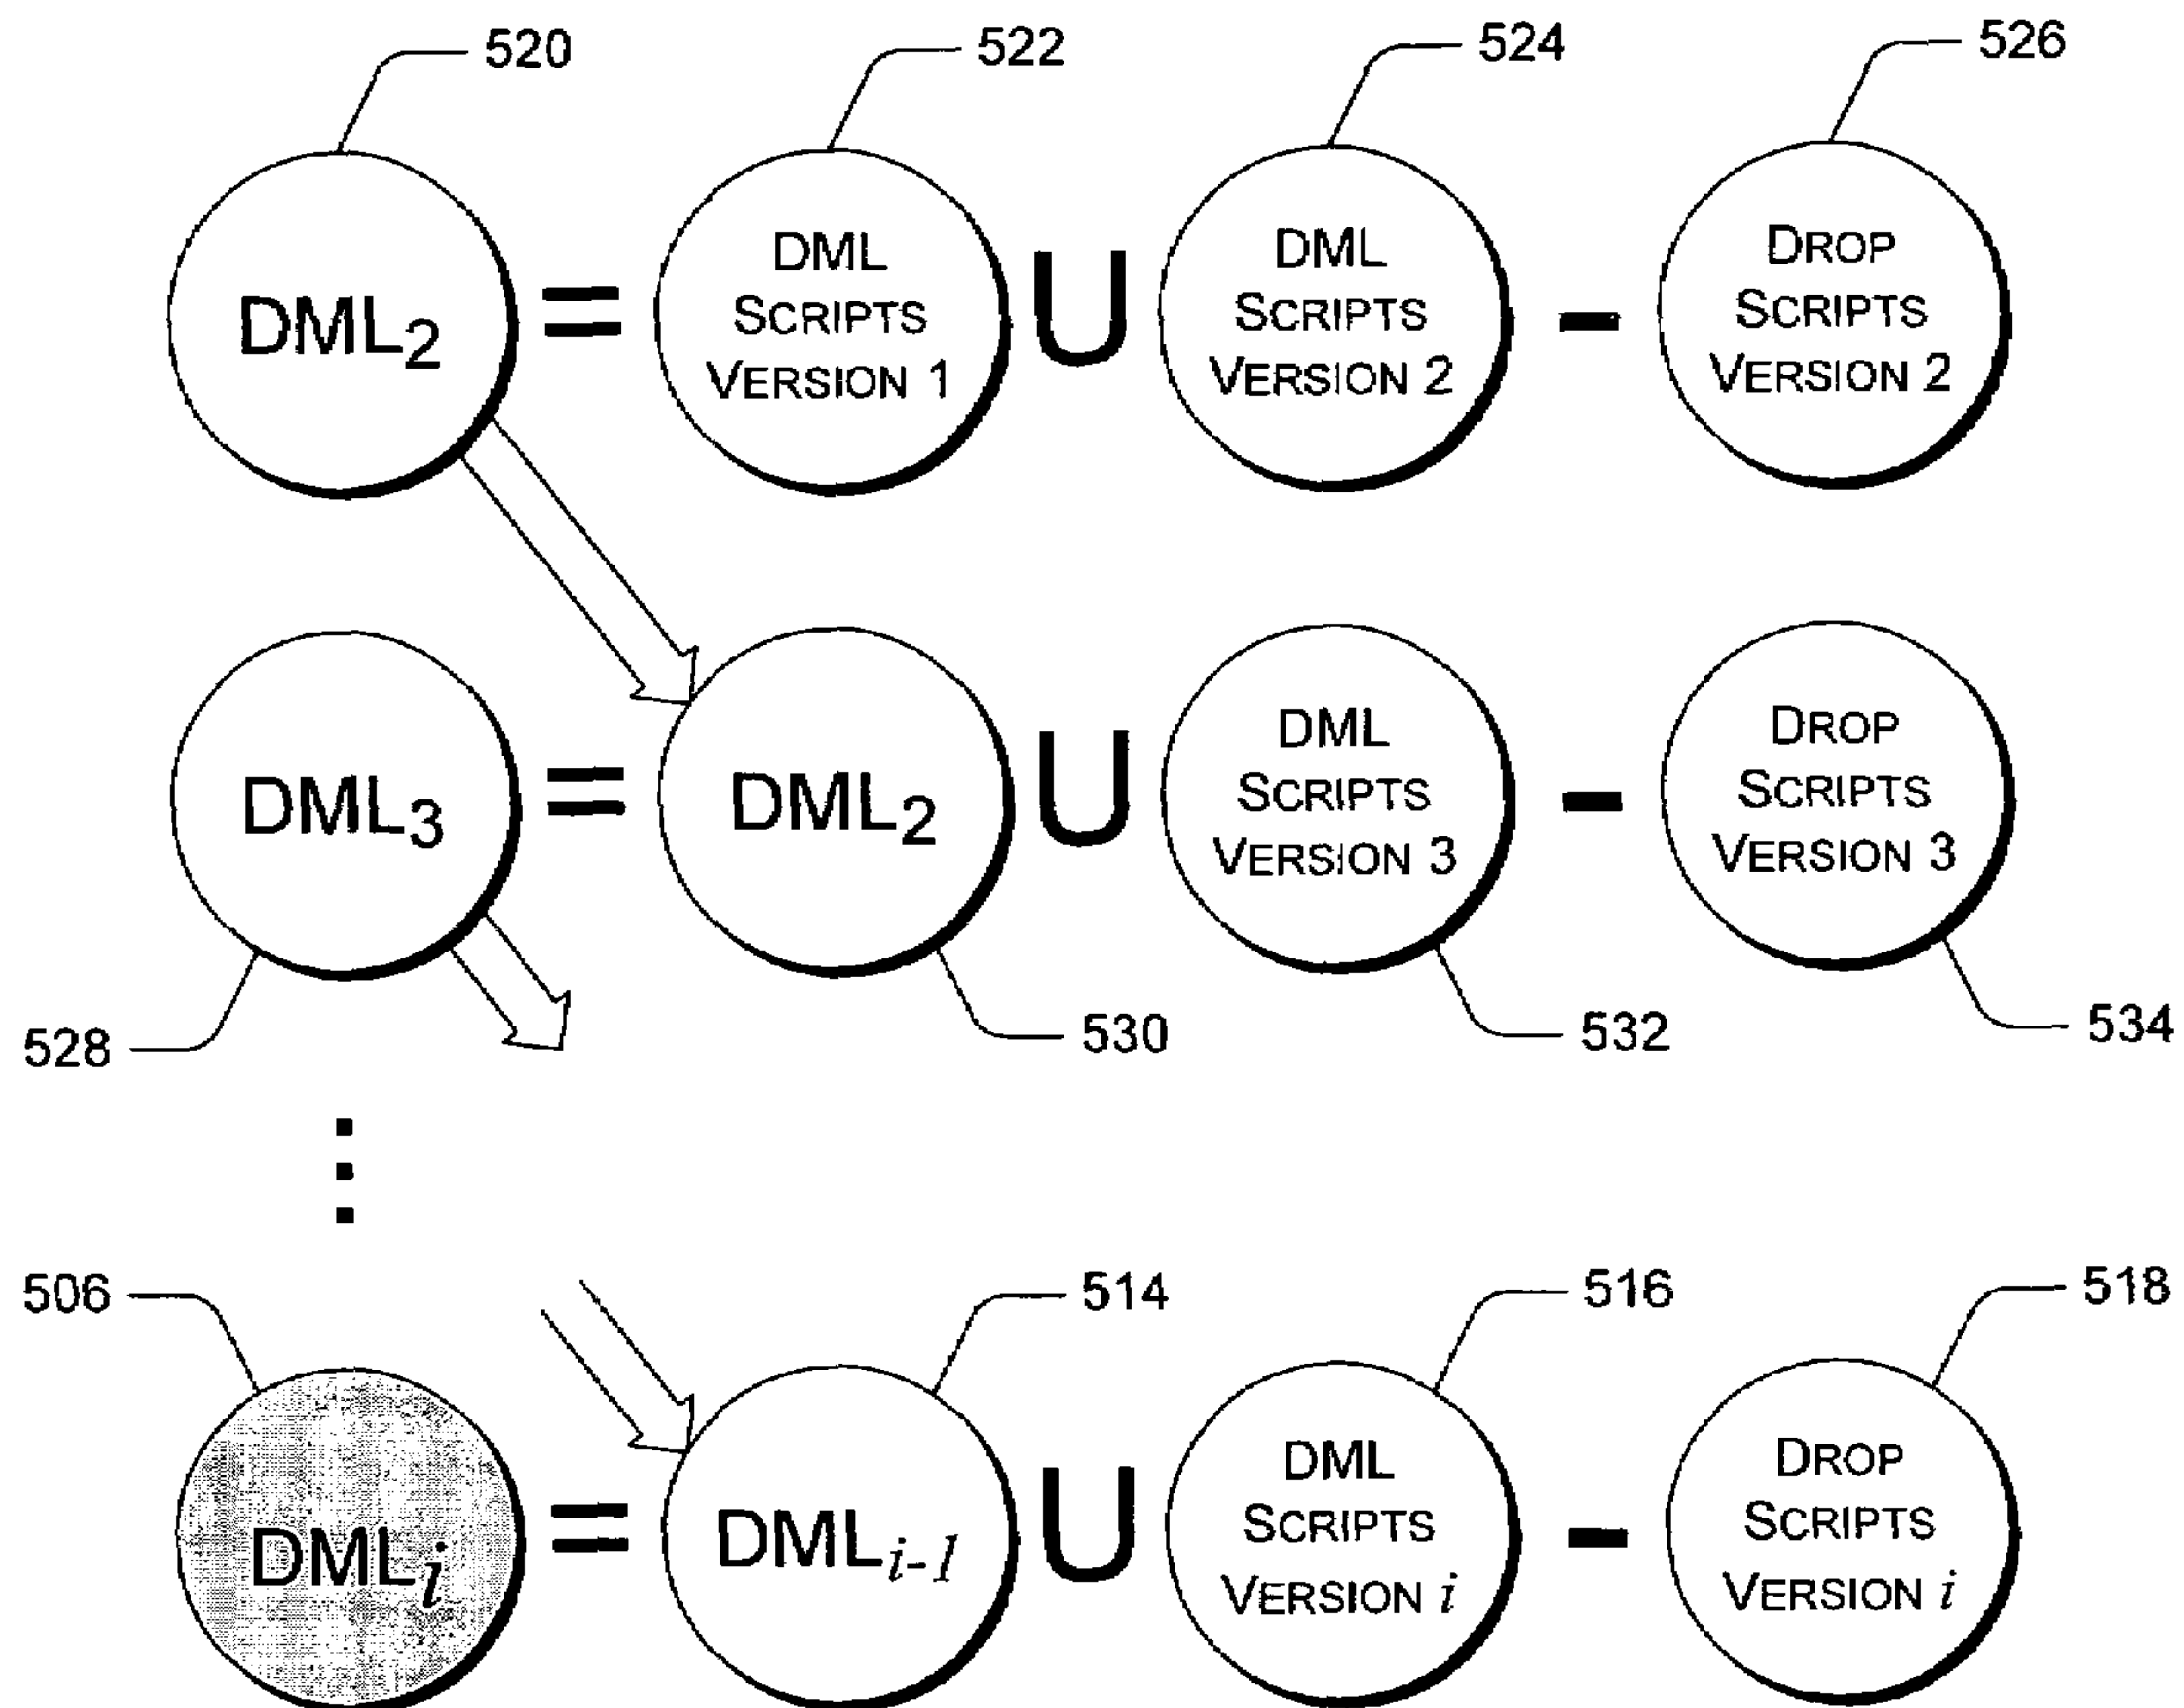 520 522 524 526
DML2 = DML SCRIPTS VERSION 1 U DML SCRIPTS VERSION 2 - DROP SCRIPTS VERSION 2
DML3 = DML2 U DML SCRIPTS VERSION 3 - DROP SCRIPTS VERSION 3
528 530 532 534
506 514 516 518
DMLi = DMLi-1 U DML SCRIPTS VERSION i - DROP SCRIPTS VERSION i